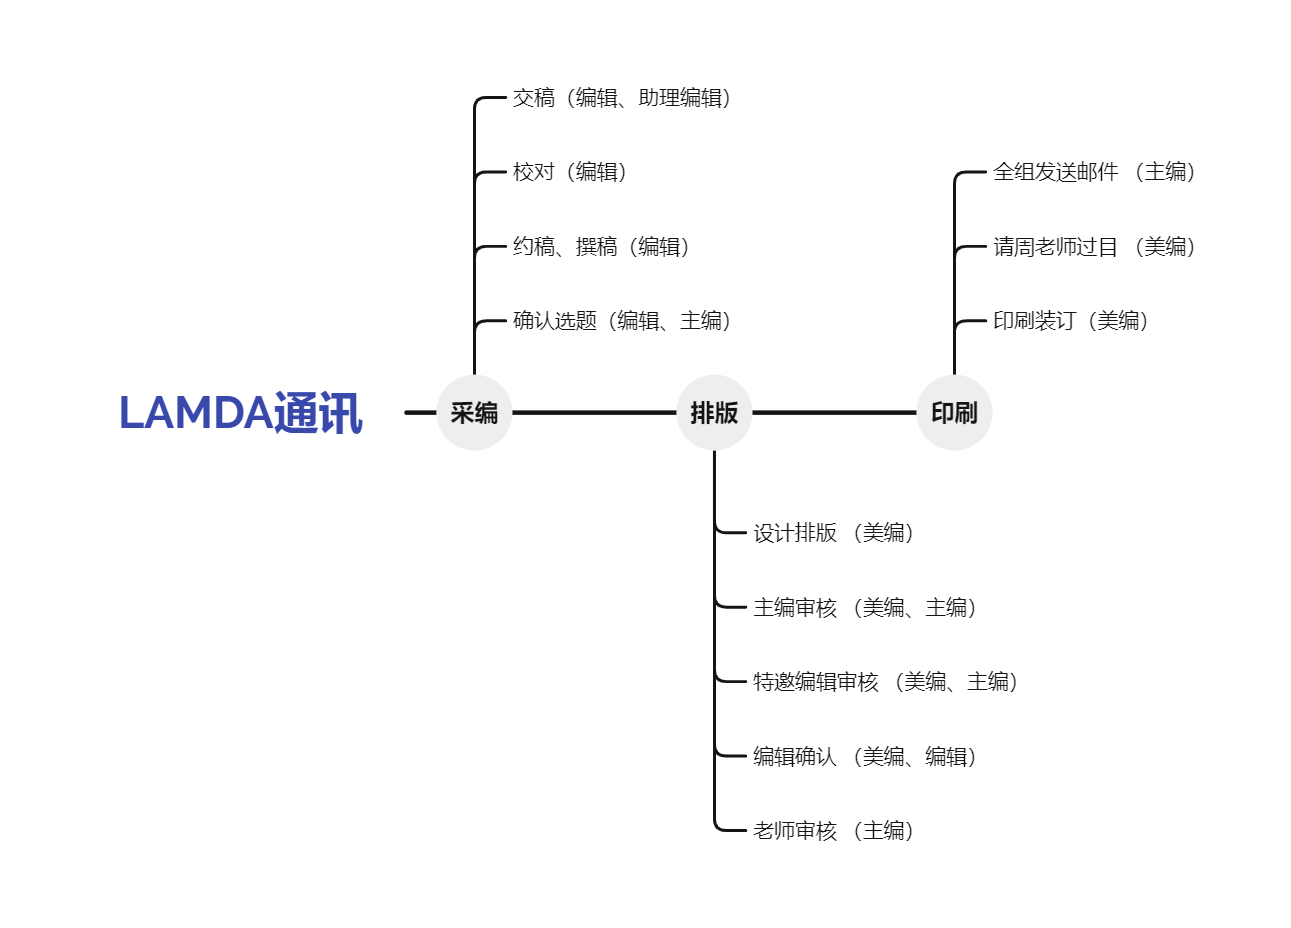 交稿（编辑、助理编辑）
校对（编辑）
约稿、撰稿（编辑）
确认选题（编辑、主编）
全组发送邮件 （主编）
请周老师过目 （美编）
印刷装订（美编）
LAMDA通讯
采编
排版
印刷
设计排版 （美编）
主编审核 （美编、主编）
特邀编辑审核 （美编、主编）
编辑确认 （美编、编辑）
老师审核 （主编）